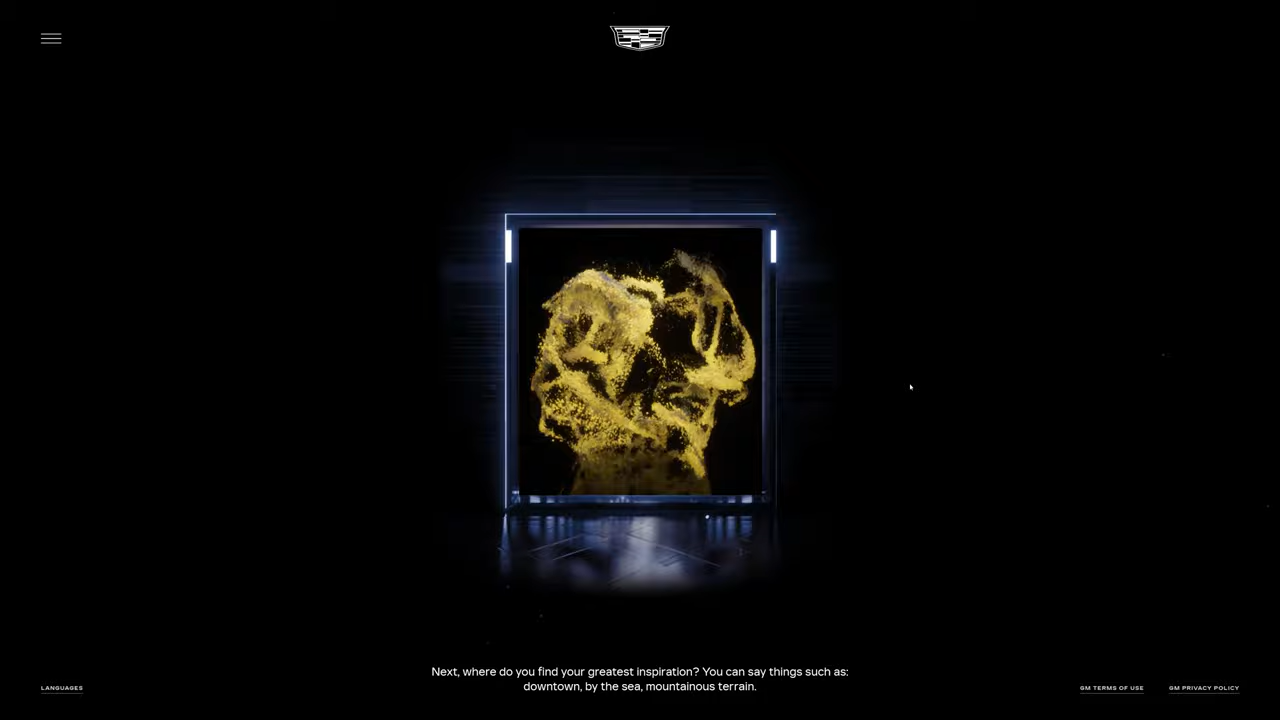 Next, where do you find your greatest inspiration? You can say things such as:
downtown, by the sea, mountainous terrain.
LANGUAGES
GM TERMS OF USE
GM PRIVACY POLICY